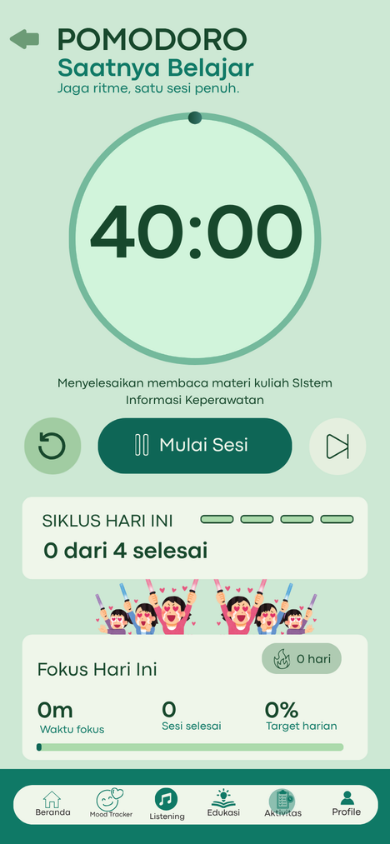 POMODORO
Saatnya Belajar
Jaga ritme, satu sesi penuh.
40:00
Menyelesaikan membaca materi kuliah SIstem
Informasi Keperawatan
Mulai Sesi
SIKLUS HARI INI
0 dari 4 selesai
Fokus Hari Ini
0 hari
0m
Waktu fokus
0
Sesi selesai
0%
Target harian
Beranda
Mood Tracker
Listening
Edukasi
Aktivitas
Profile